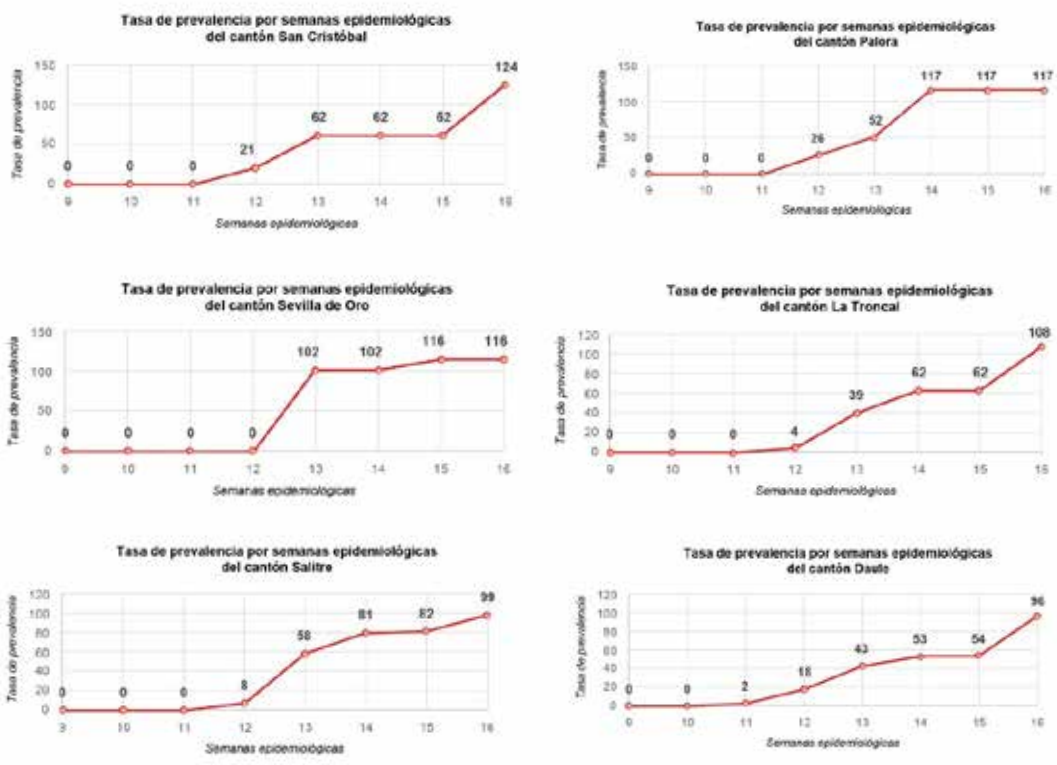 Tasa de prevalencia por semanas epidemiológicas
del cantón San Cristóbal
Tasa de prevalencia
150
100
50
0
0 0 0 21 62 62 62 124
9 10 11 12 13 14 15 16
Semanas epidemiológicas
Tasa de prevalencia por semanas epidemiológicas
del cantón Palora
Tasa de prevalencia
150
100
50
0
0 0 0 26 52 117 117 117
9 10 11 12 13 14 15 16
Semanas epidemiológicas
Tasa de prevalencia por semanas epidemiológicas
del cantón Sevilla de Oro
Tasa de prevalencia
150
100
50
0
0 0 0 0 102 102 116 116
9 10 11 12 13 14 15 16
Semanas epidemiológicas
Tasa de prevalencia por semanas epidemiológicas
del cantón La Troncal
Tasa de prevalencia
120
100
80
60
40
20
0
0 0 0 4 39 62 62 108
9 10 11 12 13 14 15 16
Semanas epidemiológicas
Tasa de prevalencia por semanas epidemiológicas
del cantón Salitre
Tasa de prevalencia
120
100
80
60
40
20
0
0 0 0 8 58 81 82 99
9 10 11 12 13 14 15 16
Semanas epidemiológicas
Tasa de prevalencia por semanas epidemiológicas
del cantón Daule
Tasa de prevalencia
120
100
80
60
40
20
0
0 0 2 18 43 53 54 96
9 10 11 12 13 14 15 16
Semanas epidemiológicas